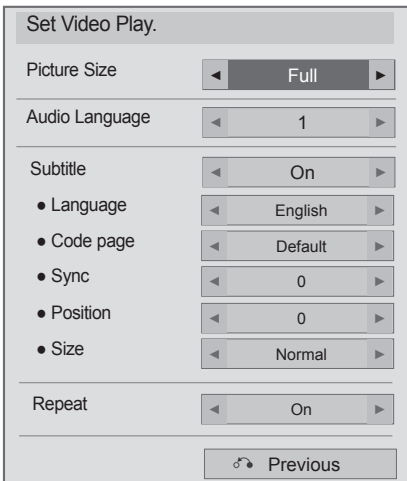 Set Video Play.
Picture Size ◄ Full ►
Audio Language ◄ 1 ►
Subtitle ◄ On ►
● Language ◄ English ►
● Code page ◄ Default ►
● Sync ◄ 0 ►
● Position ◄ 0 ►
● Size ◄ Normal ►
Repeat ◄ On ►
Previous